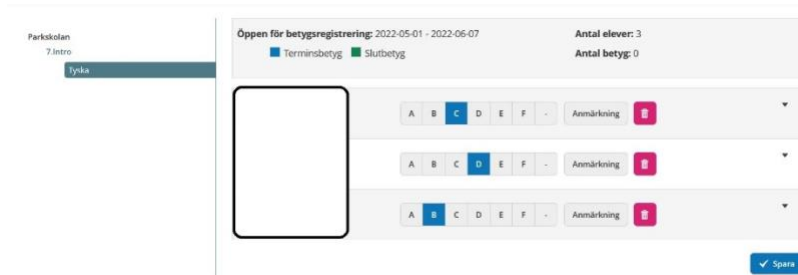 Parkskolan
7.Intro
Tyska
Öppen för betygsregistrering: 2022-05-01 - 2022-06-07
Antal elever: 3
Terminsbetyg Slutbetyg
Antal betyg: 0
A B C D E F - Anmärkning
A B C D E F - Anmärkning
A B C D E F - Anmärkning
Spara